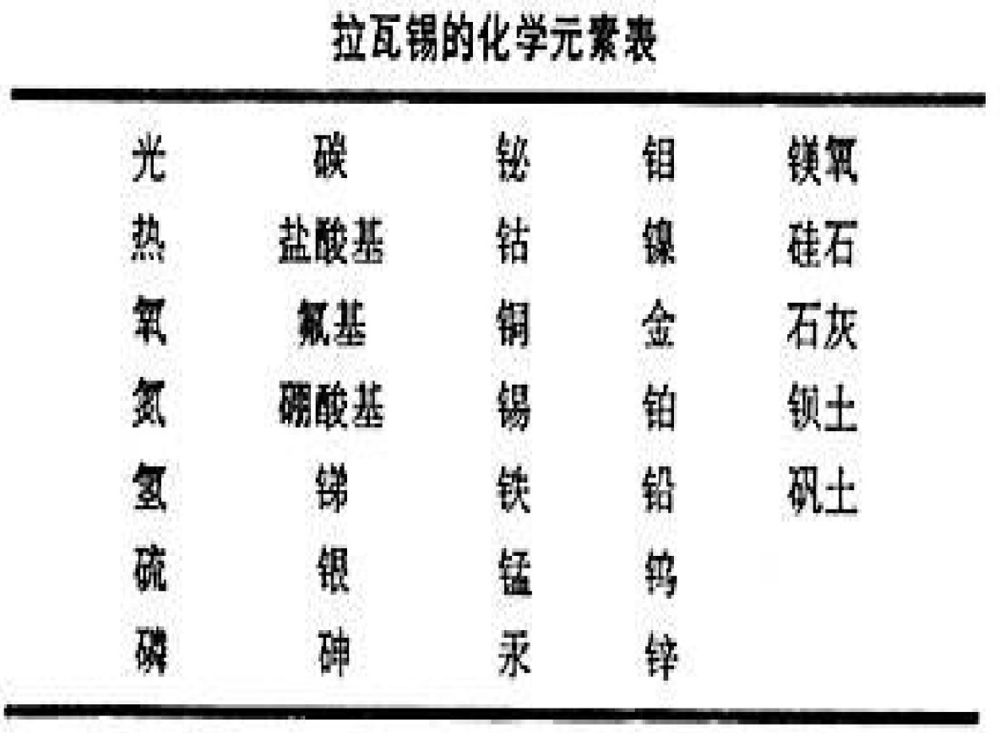 拉瓦锡的化学元素表
光 碳 铋 钼 镁氧
热 盐酸基 钴 镍 硅石
氧 氟基 铜 金 石灰
氮 硼酸基 锡 铂 钡土
氢 锑 铁 铅 矾土
硫 银 锰 钨
磷 砷 汞 锌